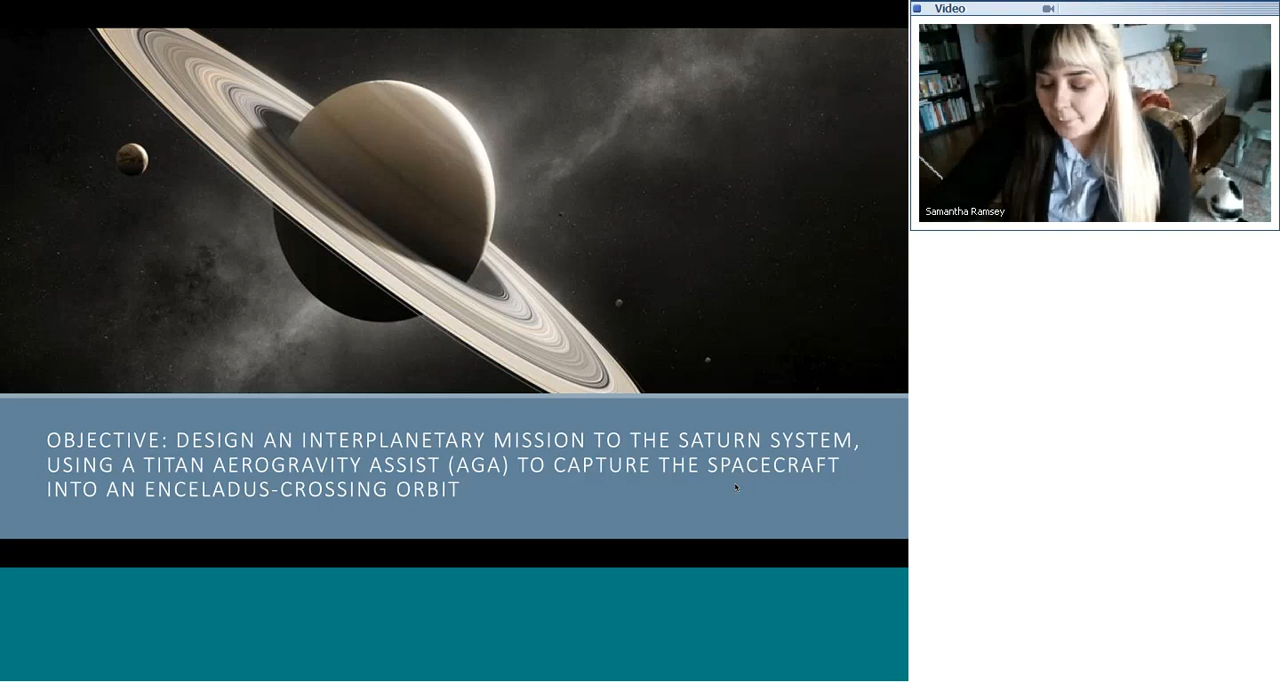 Video
Samantha Ramsey
OBJECTIVE: DESIGN AN INTERPLANETARY MISSION TO THE SATURN SYSTEM,
USING A TITAN AEROGRAVITY ASSIST (AGA) TO CAPTURE THE SPACECRAFT
INTO AN ENCELADUS-CROSSING ORBIT